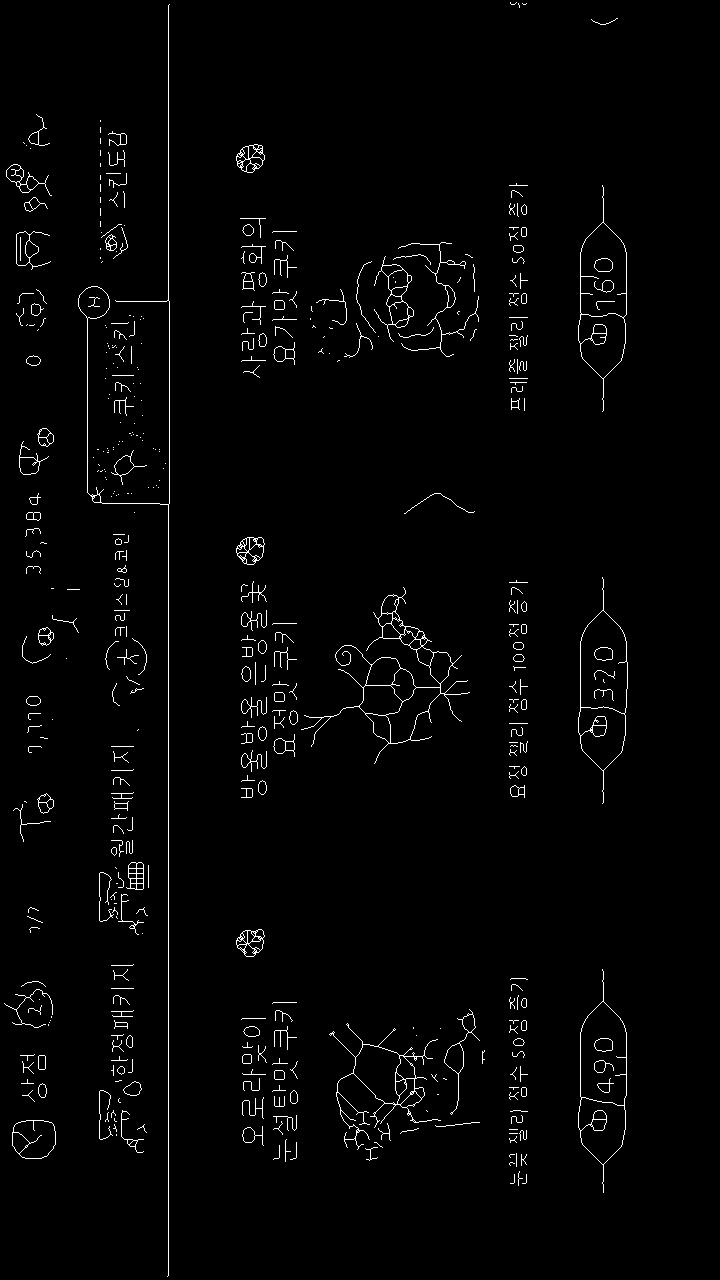 상점
7/7
7,770
35,384
0
한정패키지
월간패키지
크리스탈&코인
쿠키 스킨
스킨도감
오로라맞이
눈설탕맛 쿠키
눈꽃 젤리 점수 50점 증가
490
방울방울 은방울꽃
요정맛 쿠키
요정 젤리 점수 100점 증가
320
사랑과 평화의
요가맛 쿠키
프레즐 젤리 점수 50점 증가
160